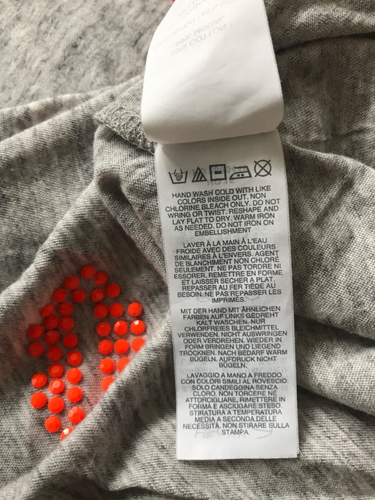 HAND WASH COLD WITH LIKE
COLORS INSIDE OUT. NON
CHLORINE BLEACH ONLY. DO NOT
WRING OR TWIST. RESHAPE AND
LAY FLAT TO DRY. WARM IRON
AS NEEDED. DO NOT IRON ON
EMBELLISHMENT
LAVER À LA MAIN À L'EAU
FROIDE AVEC DES COULEURS
SIMILAIRES À L'ENVERS. AGENT
DE BLANCHIMENT NON CHLORÉ
SEULEMENT. NE PAS TORDRE NI
ESSORER. REMETTRE EN FORME
ET LAISSER SÉCHER À PLAT.
REPASSER AU FER TIÈDE AU
BESOIN. NE PAS REPASSER LES
IMPRIMÉS.
MIT DER HAND MIT ÄHNLICHEN
FARBEN AUF LINKS GEDREHT
KALT WASCHEN. NUR
CHLORFREIES BLEICHMITTEL
VERWENDEN. NICHT AUSWRINGEN
ODER VERDREHEN. WIEDER IN
FORM BRINGEN UND LIEGEND
TROCKNEN. NACH BEDARF WARM
BÜGELN. AUFDRUCK NICHT
BÜGELN.
LAVAGGIO A MANO A FREDDO
CON COLORI SIMILI AL ROVESCIO.
SOLO CANDEGGINA SENZA
CLORO. NON TORCERE NÉ
ATTORCIGLIARE, RIMETTERE IN
FORMA E ASCIUGARE STESO.
STIRATURA A TEMPERATURA
MEDIA A SECONDA DELLE
NECESSITÀ, NON STIRARE SULLA
STAMPA.